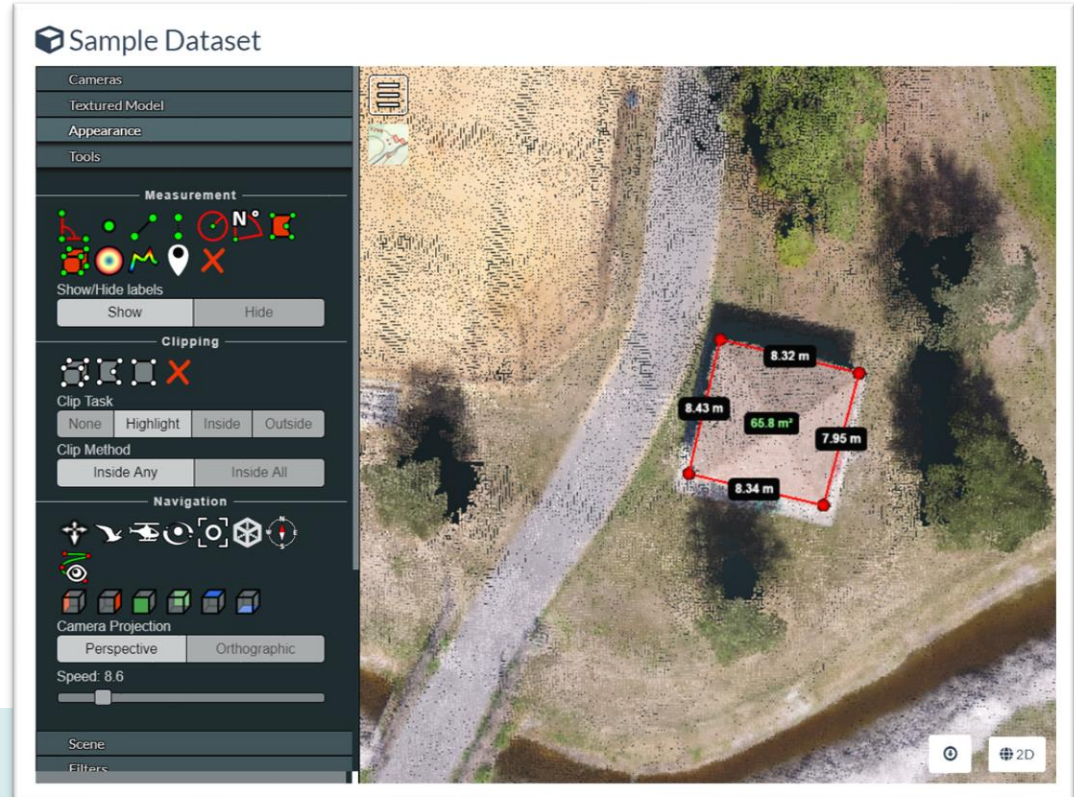 Sample Dataset
Cameras
Textured Model
Appearance
Tools
Measurement
N°
Show/Hide labels
Show Hide
Clipping
Clip Task
None Highlight Inside Outside
Clip Method
Inside Any Inside All
Navigation
N
W E
S
Camera Projection
Perspective Orthographic
Speed: 8.6
Scene
Filters
8.32 m
8.43 m
65.8 m²
7.95 m
8.34 m
2D